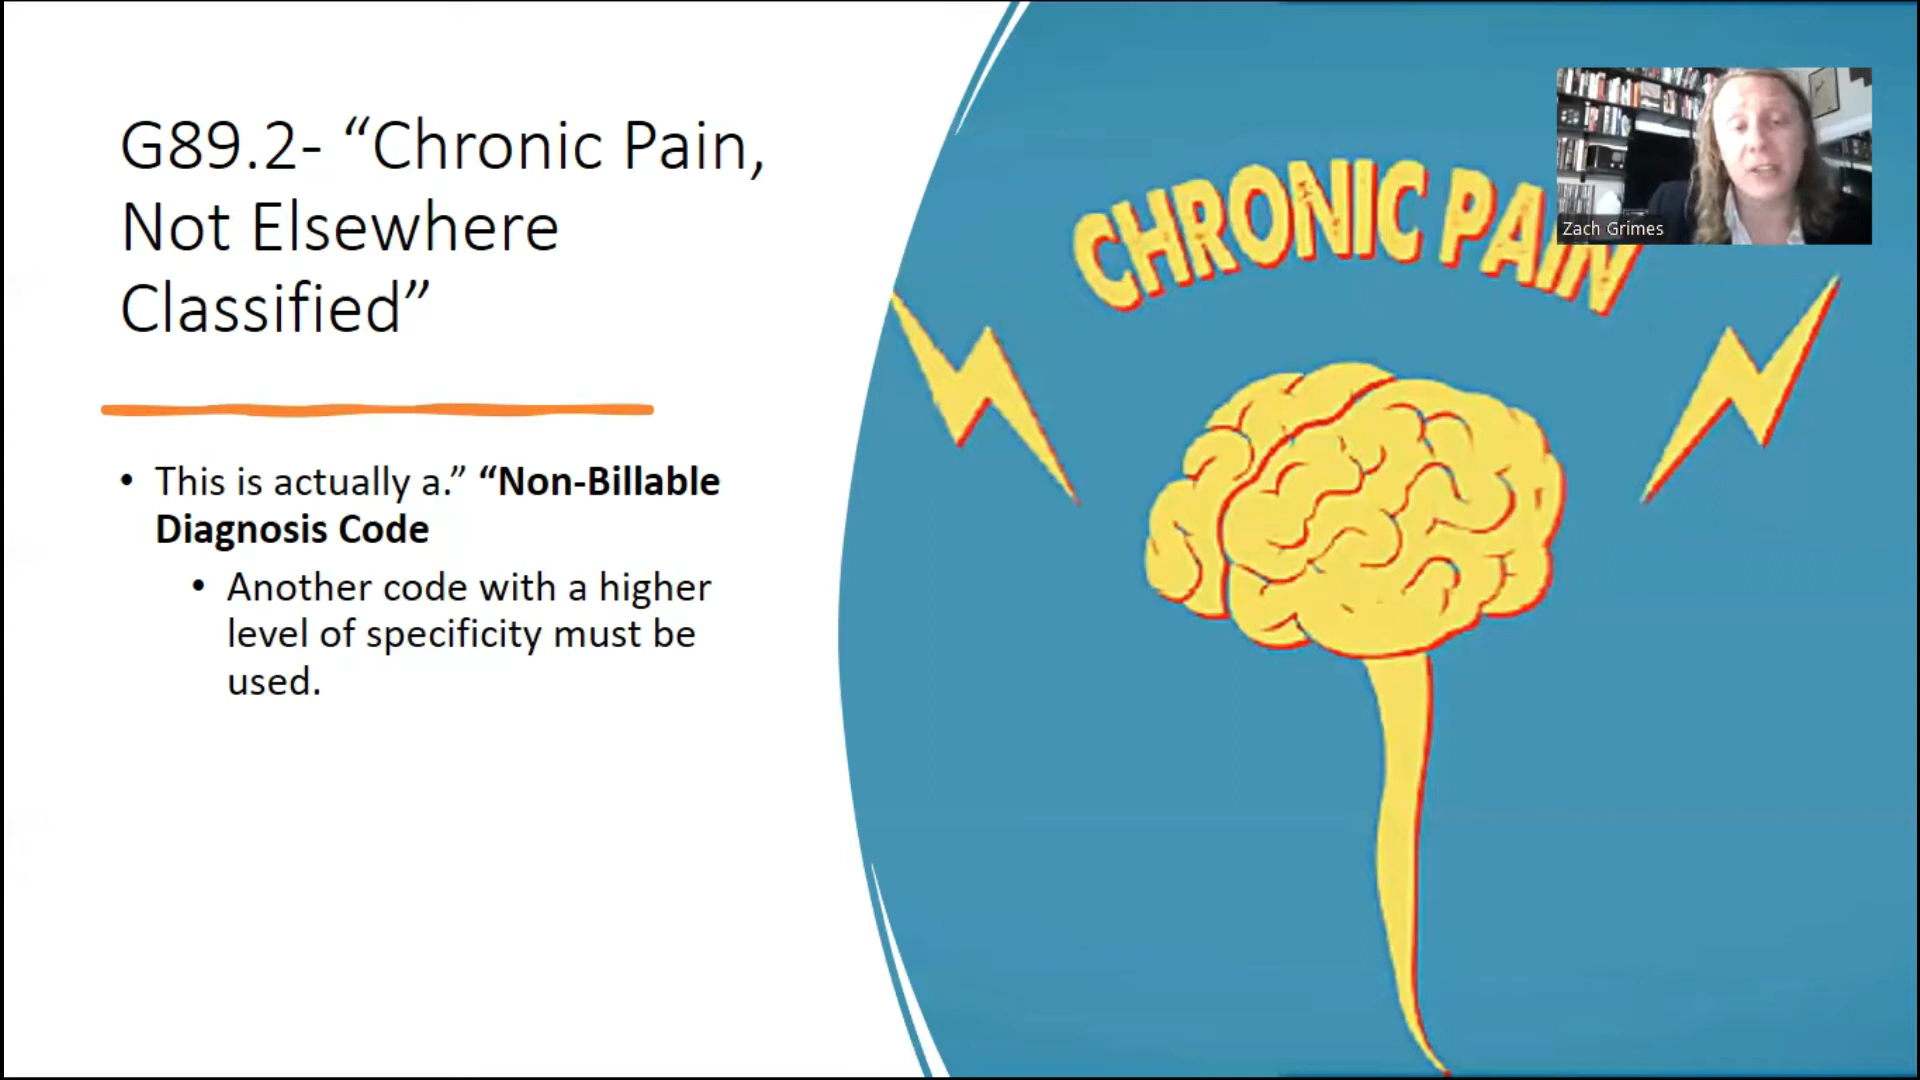 G89.2- “Chronic Pain,
Not Elsewhere
Classified”
• This is actually a.” “Non-Billable
Diagnosis Code
• Another code with a higher
level of specificity must be
used.
CHRONIC PAIN
Zach Grimes